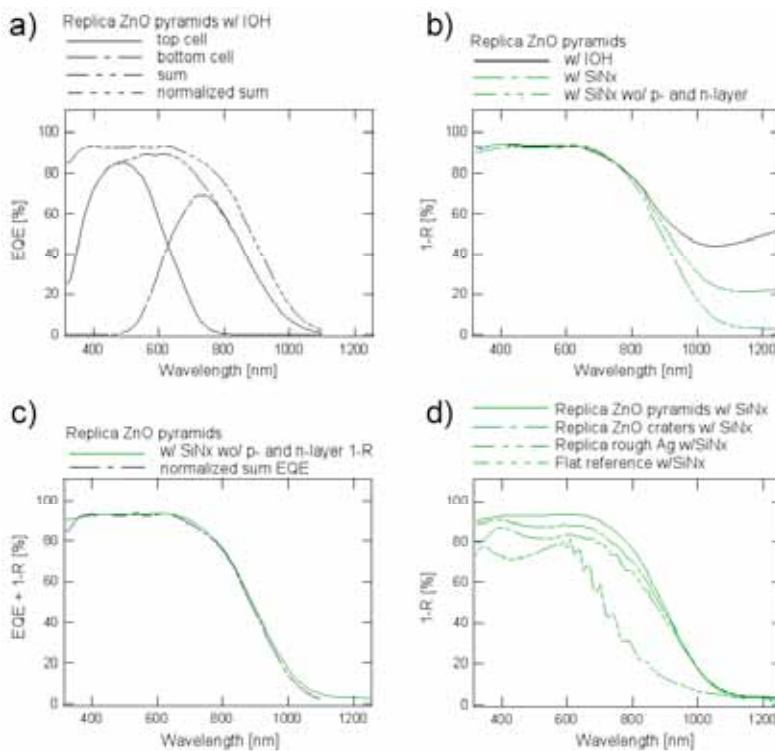 a)
Replica ZnO pyramids w/ IOH
top cell
bottom cell
sum
normalized sum
100
80
60
40
20
0
EQE [%]
400 600 800 1000 1200
Wavelength [nm]
b)
Replica ZnO pyramids
w/ IOH
w/ SiNx
w/ SiNx wo/ p- and n-layer
100
80
60
40
20
0
1-R [%]
400 600 800 1000 1200
Wavelength [nm]
c)
Replica ZnO pyramids
w/ SiNx wo/ p- and n-layer 1-R
normalized sum EQE
100
80
60
40
20
0
EQE + 1-R [%]
400 600 800 1000 1200
Wavelength [nm]
d)
Replica ZnO pyramids w/ SiNx
Replica ZnO craters w/ SiNx
Replica rough Ag w/SiNx
Flat reference w/SiNx
100
80
60
40
20
0
1-R [%]
400 600 800 1000 1200
Wavelength [nm]